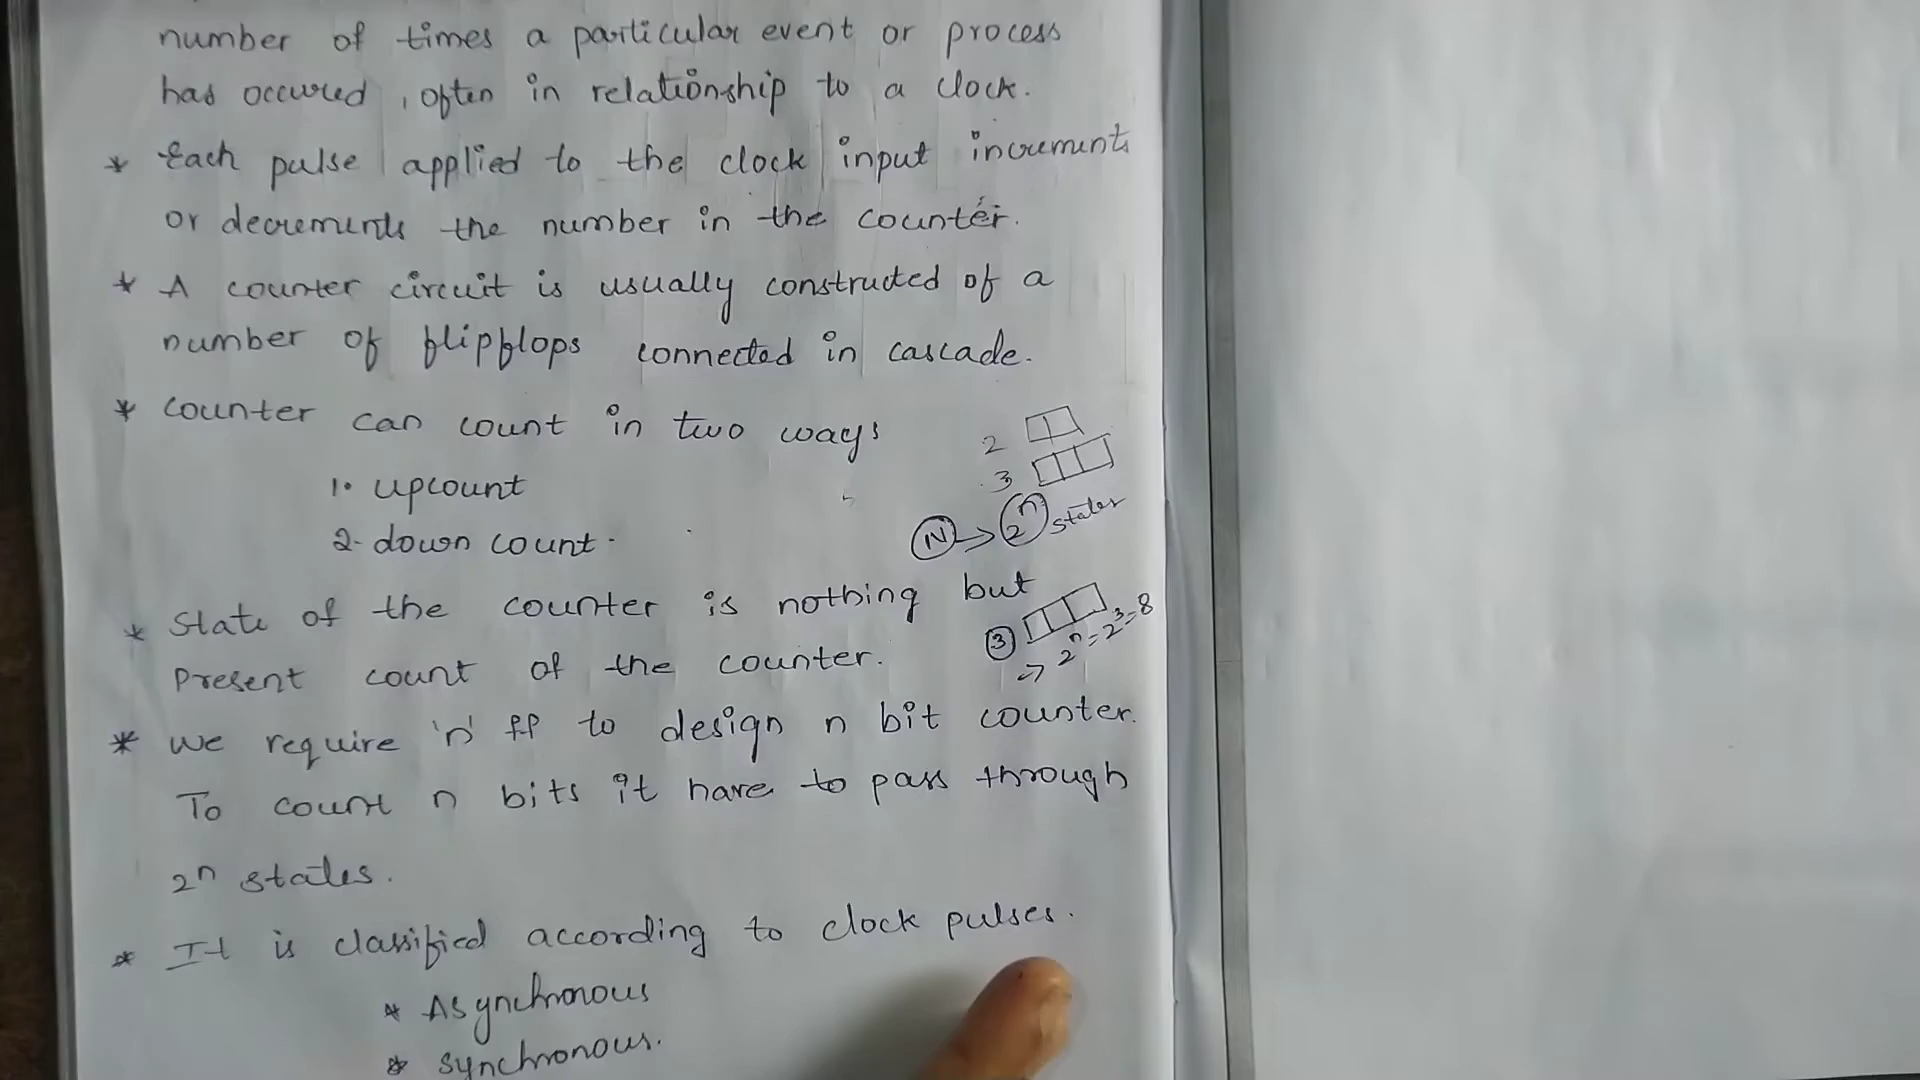 number of times a particular event or process
has occured , often in relationship to a clock.
* Each pulse applied to the clock input increments
or decrements the number in the counter.
* A counter circuit is usually constructed of a
number of flipflops connected in cascade.
* counter can count in two ways
1. upcount
2. down count.
2
3
N → 2ⁿ states
* State of the counter is nothing but
Present count of the counter.
3
→ 2ⁿ = 2³ = 8
* We require 'n' ff to design n bit counter.
To count n bits it have to pass through
2ⁿ states.
* It is classified according to clock pulses.
* Asynchronous
* synchronous.